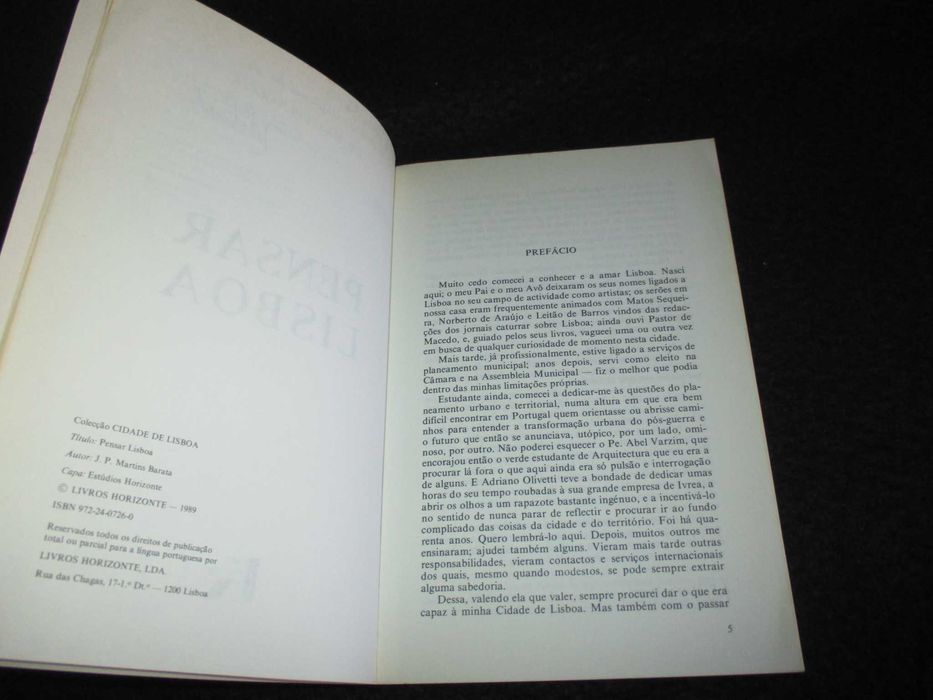 PENSAR
LISBOA
Colecção CIDADE DE LISBOA
Título: Pensar Lisboa
Autor: J. P. Martins Barata
Capa: Estúdios Horizonte
© LIVROS HORIZONTE — 1989
ISBN 972-24-0726-0
Reservados todos os direitos de publicação
total ou parcial para a língua portuguesa por
LIVROS HORIZONTE, LDA.
Rua das Chagas, 17-1.º Dt.º — 1200 Lisboa
PREFÁCIO
Muito cedo comecei a conhecer e a amar Lisboa. Nasci
aqui; o meu Pai e o meu Avô deixaram os seus nomes ligados a
Lisboa no seu campo de actividade como artistas; os serões em
nossa casa eram frequentemente animados com Matos Sequei-
ra, Norberto de Araújo e Leitão de Barros vindos das redac-
ções dos jornais caturrar sobre Lisboa; ainda ouvi Pastor de
Macedo, e, guiado pelos seus livros, vagueei uma ou outra vez
em busca de qualquer curiosidade de momento nesta cidade.
Mais tarde, já profissionalmente, estive ligado a serviços de
planeamento municipal; anos depois, servi como eleito na
Câmara e na Assembleia Municipal — fiz o melhor que podia
dentro das minhas limitações próprias.
Estudante ainda, comecei a dedicar-me às questões do pla-
neamento urbano e territorial, numa altura em que era bem
difícil encontrar em Portugal quem orientasse ou abrisse cami-
nhos para entender a transformação urbana do pós-guerra e
o futuro que então se anunciava, utópico, por um lado, omi-
noso, por outro. Não poderei esquecer o Pe. Abel Varzim, que
encorajou então o verde estudante de Arquitectura que eu era a
procurar lá fora o que aqui ainda era só pulsão e interrogação
de alguns. E Adriano Olivetti teve a bondade de dedicar umas
horas do seu tempo roubadas à sua grande empresa de Ivrea, a
abrir os olhos a um rapazote bastante ingénuo, e a incentivá-lo
no sentido de nunca parar de reflectir e procurar ir ao fundo
complicado das coisas da cidade e do território. Foi há qua-
renta anos. Quero lembrá-lo aqui. Depois, muitos outros me
ensinaram; ajudei também alguns. Vieram mais tarde outras
responsabilidades, vieram contactos e serviços internacionais
dos quais, mesmo quando modestos, se pode sempre extrair
alguma sabedoria.
Dessa, valendo ela que valer, sempre procurei dar o que era
capaz à minha Cidade de Lisboa. Mas também com o passar
5